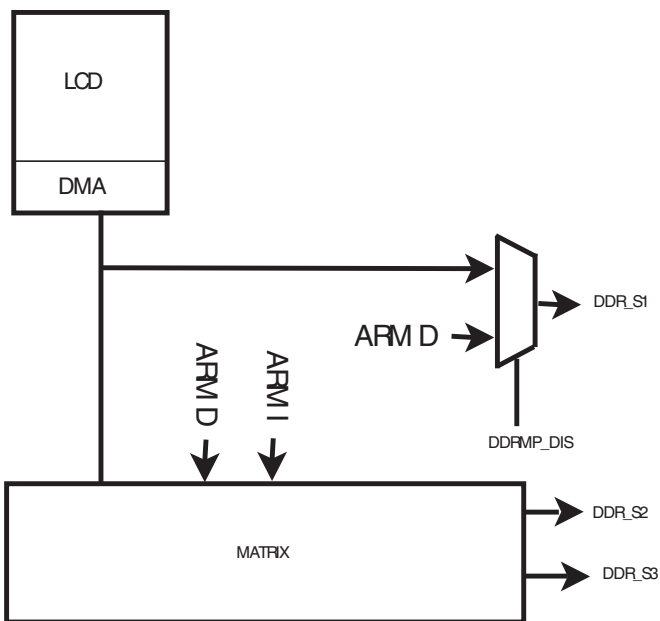 LCD
DMA
DDR_S1
ARM D
ARM D
ARM I
DDRMP_DIS
DDR_S2
MATRIX
DDR_S3